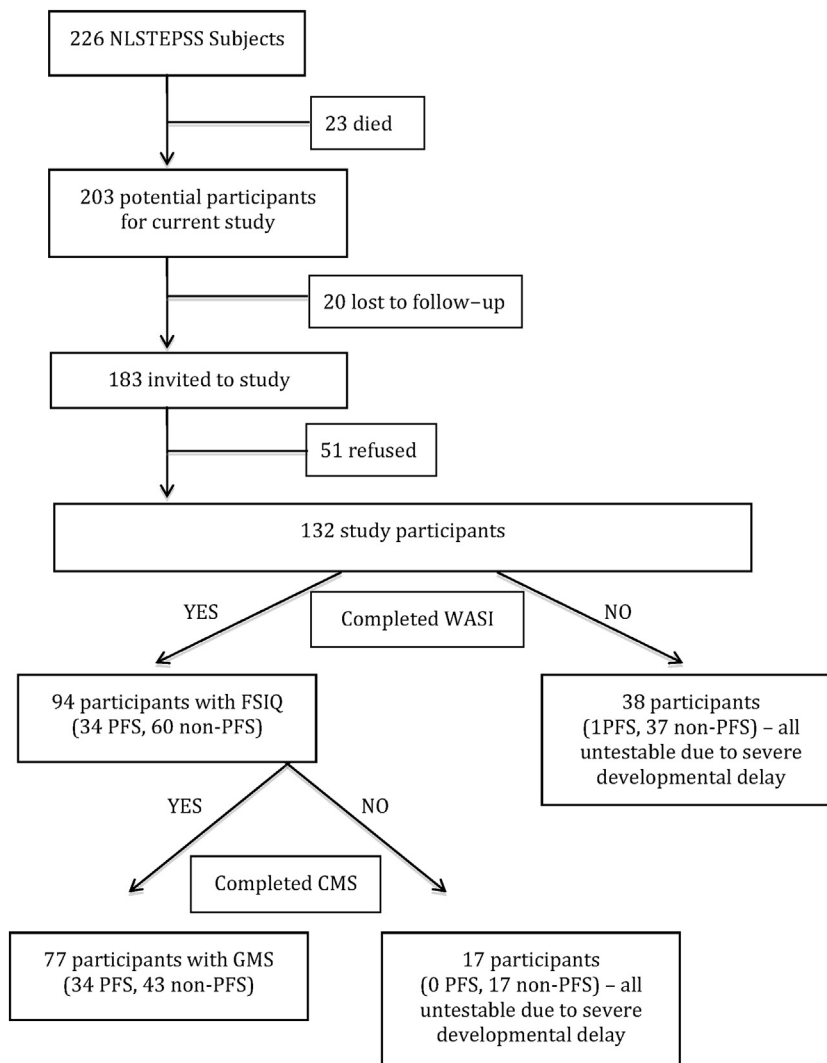 226 NLSTEPSS Subjects
23 died
203 potential participants
for current study
20 lost to follow–up
183 invited to study
51 refused
132 study participants
YES
Completed WASI
NO
94 participants with FSIQ
(34 PFS, 60 non-PFS)
38 participants
(1PFS, 37 non-PFS) – all
untestable due to severe
developmental delay
YES
NO
Completed CMS
77 participants with GMS
(34 PFS, 43 non-PFS)
17 participants
(0 PFS, 17 non-PFS) – all
untestable due to severe
developmental delay